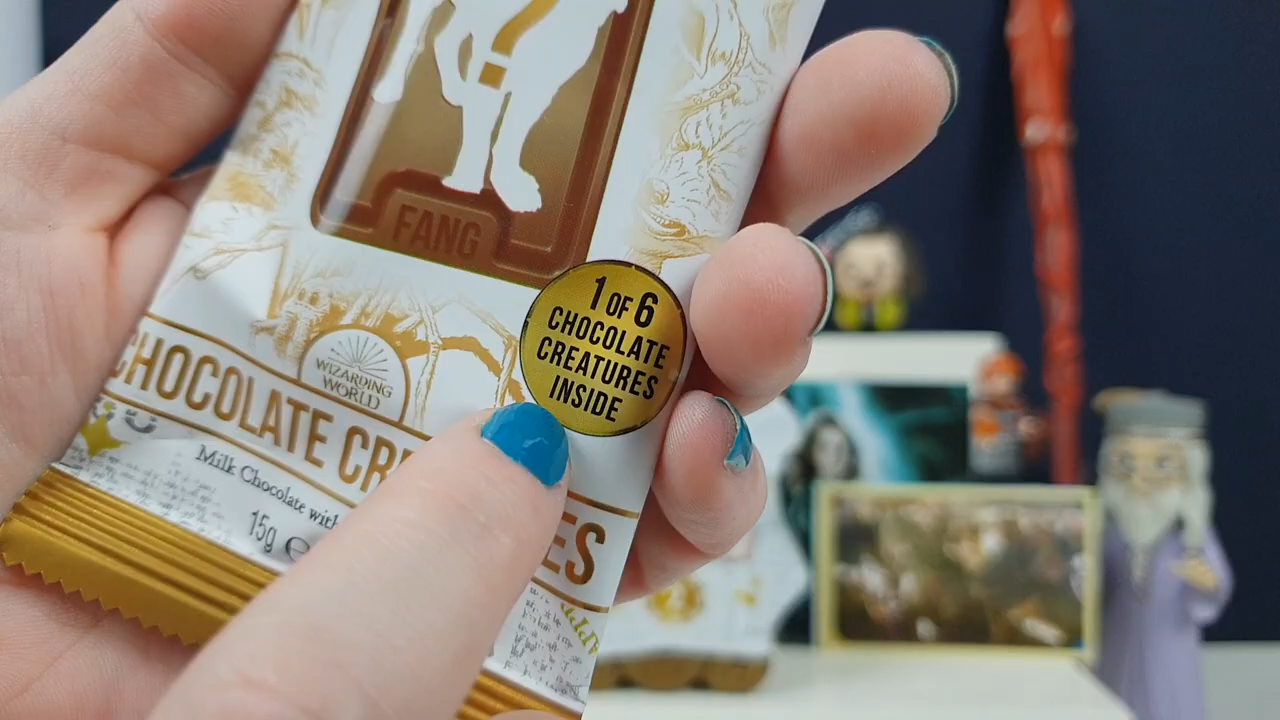 FANG
1 OF 6
CHOCOLATE
CREATURES
INSIDE
WIZARDING
WORLD
CHOCOLATE CR ES
Milk Chocolate with
15g e